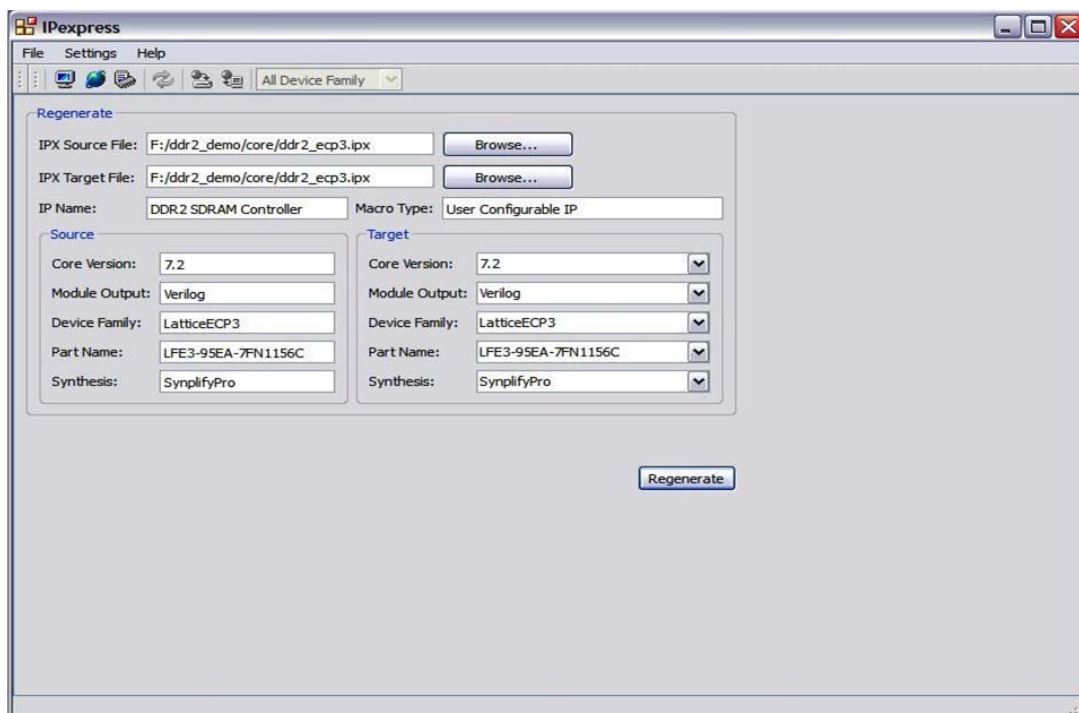 IPexpress
File Settings Help
All Device Family
Regenerate
IPX Source File: F:/ddr2_demo/core/ddr2_ecp3.ipx Browse...
IPX Target File: F:/ddr2_demo/core/ddr2_ecp3.ipx Browse...
IP Name: DDR2 SDRAM Controller Macro Type: User Configurable IP
Source Target
Core Version: 7.2 Core Version: 7.2
Module Output: Verilog Module Output: Verilog
Device Family: LatticeECP3 Device Family: LatticeECP3
Part Name: LFE3-95EA-7FN1156C Part Name: LFE3-95EA-7FN1156C
Synthesis: SynplifyPro Synthesis: SynplifyPro
Regenerate